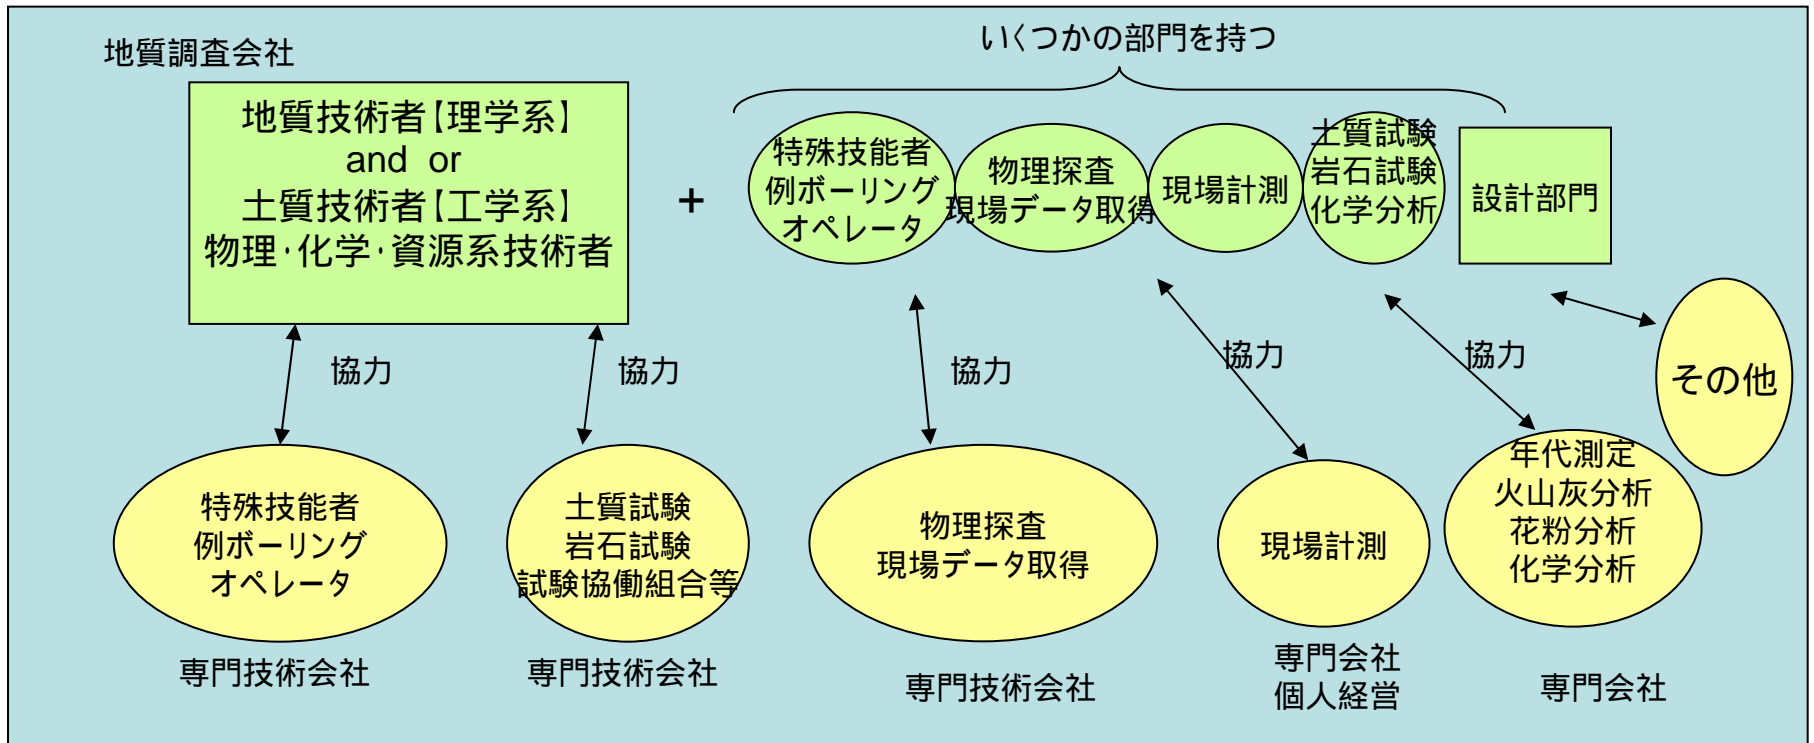 地質調査会社
いくつかの部門を持つ
地質技術者【理学系】
and or
土質技術者【工学系】
物理・化学・資源系技術者
+
特殊技能者
例ボーリング
オペレータ
物理探査
現場データ取得
現場計測
土質試験
岩石試験
化学分析
設計部門
協力
協力
協力
協力
協力
その他
特殊技能者
例ボーリング
オペレータ
土質試験
岩石試験
試験協働組合等
物理探査
現場データ取得
現場計測
年代測定
火山灰分析
花粉分析
化学分析
専門技術会社
専門技術会社
専門技術会社
専門会社
個人経営
専門会社